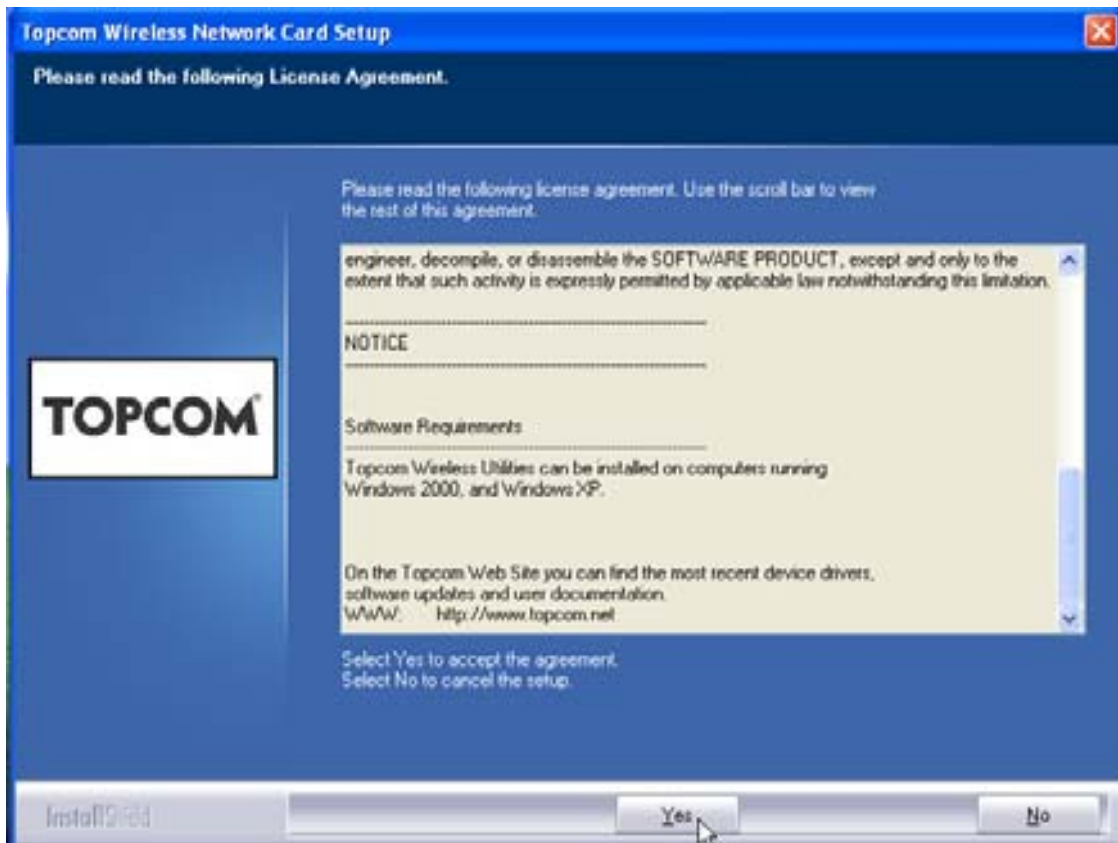 Topcom Wireless Network Card Setup
Please read the following License Agreement.
Please read the following license agreement. Use the scroll bar to view
the rest of this agreement.
engineer, decompile, or disassemble the SOFTWARE PRODUCT, except and only to the
extent that such activity is expressly permitted by applicable law notwithstanding this limitation.
NOTICE
Software Requirements
Topcom Wireless Utilities can be installed on computers running
Windows 2000, and Windows XP.
On the Topcom Web Site you can find the most recent device drivers,
software updates and user documentation.
WWW: http://www.topcom.net
TOPCOM
Select Yes to accept the agreement.
Select No to cancel the setup.
InstallShield
Yes
No